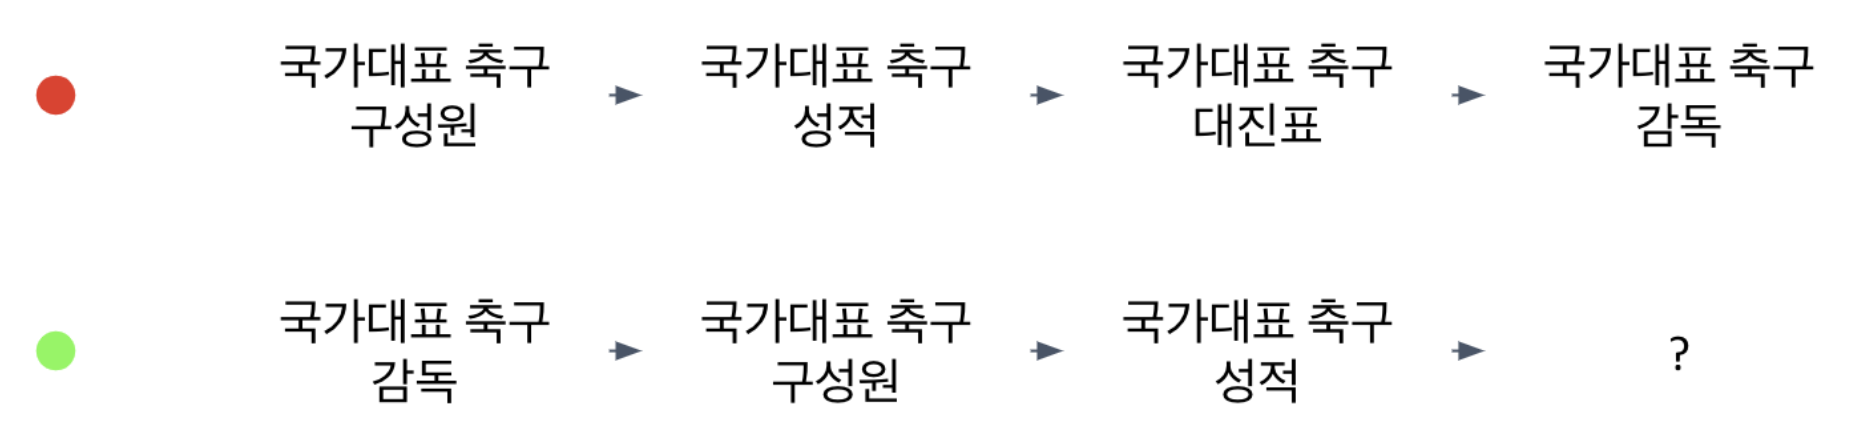 국가대표 축구 국가대표 축구 국가대표 축구 국가대표 축구
구성원 성적 대진표 감독
국가대표 축구 국가대표 축구 국가대표 축구 ?
감독 구성원 성적